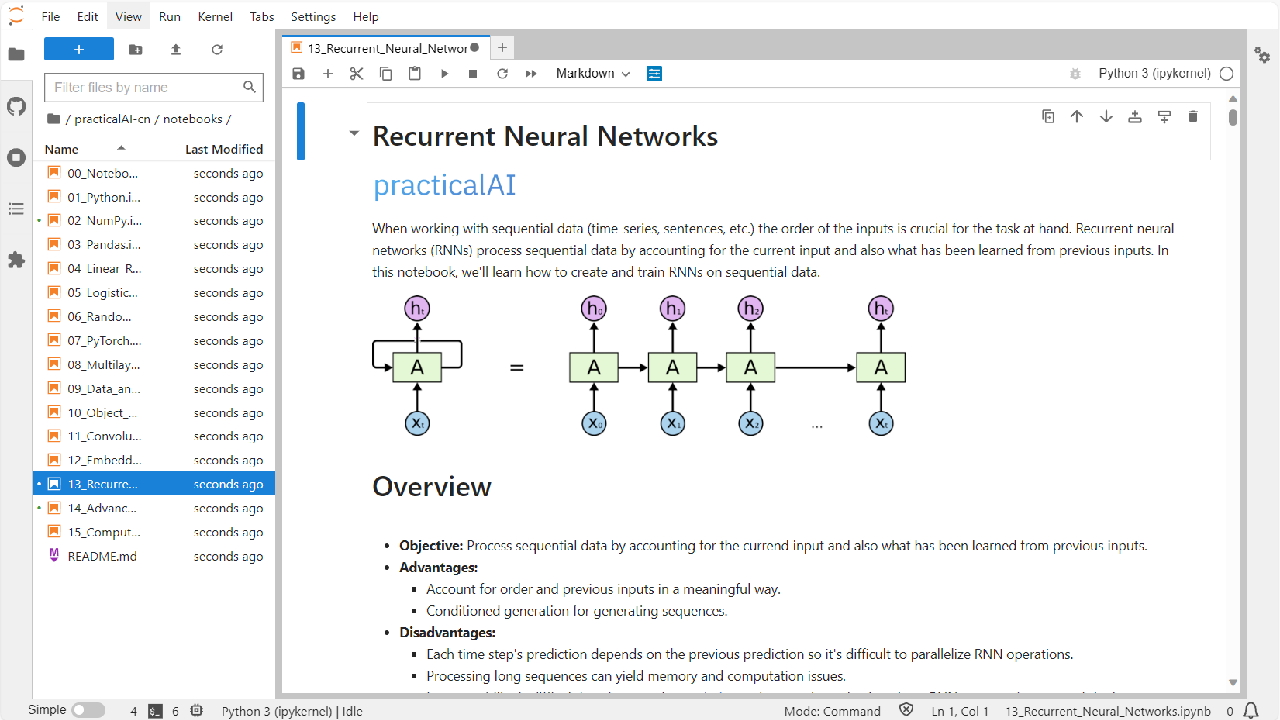 File Edit View Run Kernel Tabs Settings Help
13_Recurrent_Neural_Networ
Markdown
Python 3 (ipykernel)
Filter files by name
/ practicalAI-cn / notebooks /
Name Last Modified
00_Notebo... seconds ago
01_Python.i... seconds ago
02_NumPy.i... seconds ago
03_Pandas.i... seconds ago
04_Linear_R... seconds ago
05_Logistic... seconds ago
06_Rando... seconds ago
07_PyTorch... seconds ago
08_Multilay... seconds ago
09_Data_an... seconds ago
10_Object_... seconds ago
11_Convolu... seconds ago
12_Embedd... seconds ago
13_Recurre... seconds ago
14_Advanc... seconds ago
15_Comput... seconds ago
README.md seconds ago
Recurrent Neural Networks
practicalAI
When working with sequential data (time-series, sentences, etc.) the order of the inputs is crucial for the task at hand. Recurrent neural
networks (RNNs) process sequential data by accounting for the current input and also what has been learned from previous inputs. In
this notebook, we'll learn how to create and train RNNs on sequential data.
ht h0 h1 h2 ht
A = A A A A
xt x0 x1 x2 ... xt
Overview
• Objective: Process sequential data by accounting for the currend input and also what has been learned from previous inputs.
• Advantages:
▪ Account for order and previous inputs in a meaningful way.
▪ Conditioned generation for generating sequences.
• Disadvantages:
▪ Each time step's prediction depends on the previous prediction so it's difficult to parallelize RNN operations.
▪ Processing long sequences can yield memory and computation issues.
Simple 4 $_ 6 Python 3 (ipykernel) | Idle Mode: Command Ln 1, Col 1 13_Recurrent_Neural_Networks.ipynb 0